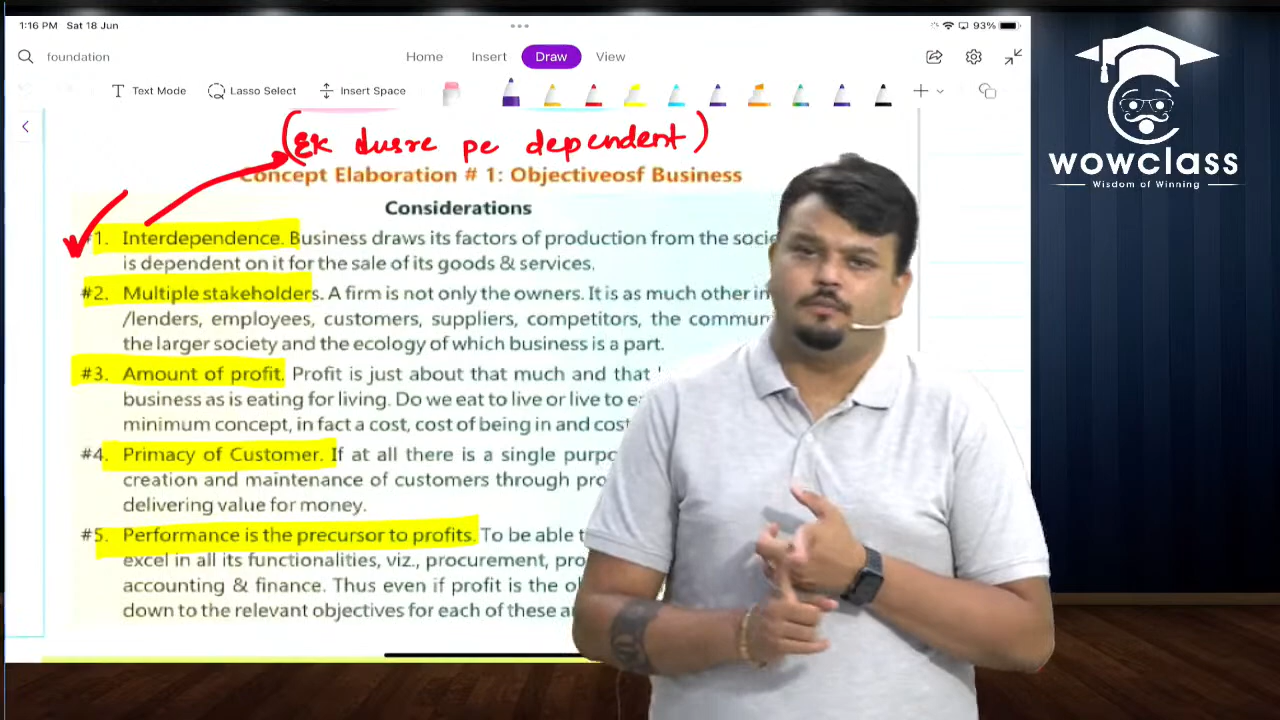 1:16 PM Sat 18 Jun
93%
foundation
Home Insert Draw View
Text Mode Lasso Select Insert Space
(Ek dusre pe dependent)
Concept Elaboration # 1: Objectiveosf Business
Considerations
#1. Interdependence. Business draws its factors of production from the
is dependent on it for the sale of its goods & services.
#2. Multiple stakeholders. A firm is not only the owners. It is as much other
/lenders, employees, customers, suppliers, competitors, the
the larger society and the ecology of which business is a part.
#3. Amount of profit. Profit is just about that much and that
business as is eating for living. Do we eat to live or live to
minimum concept, in fact a cost, cost of being in and
#4. Primacy of Customer. If at all there is a single
creation and maintenance of customers through
delivering value for money.
#5. Performance is the precursor to profits. To be able
excel in all its functionalities, viz., procurement,
accounting & finance. Thus even if profit is the
down to the relevant objectives for each of these
wowclass
Wisdom of Winning